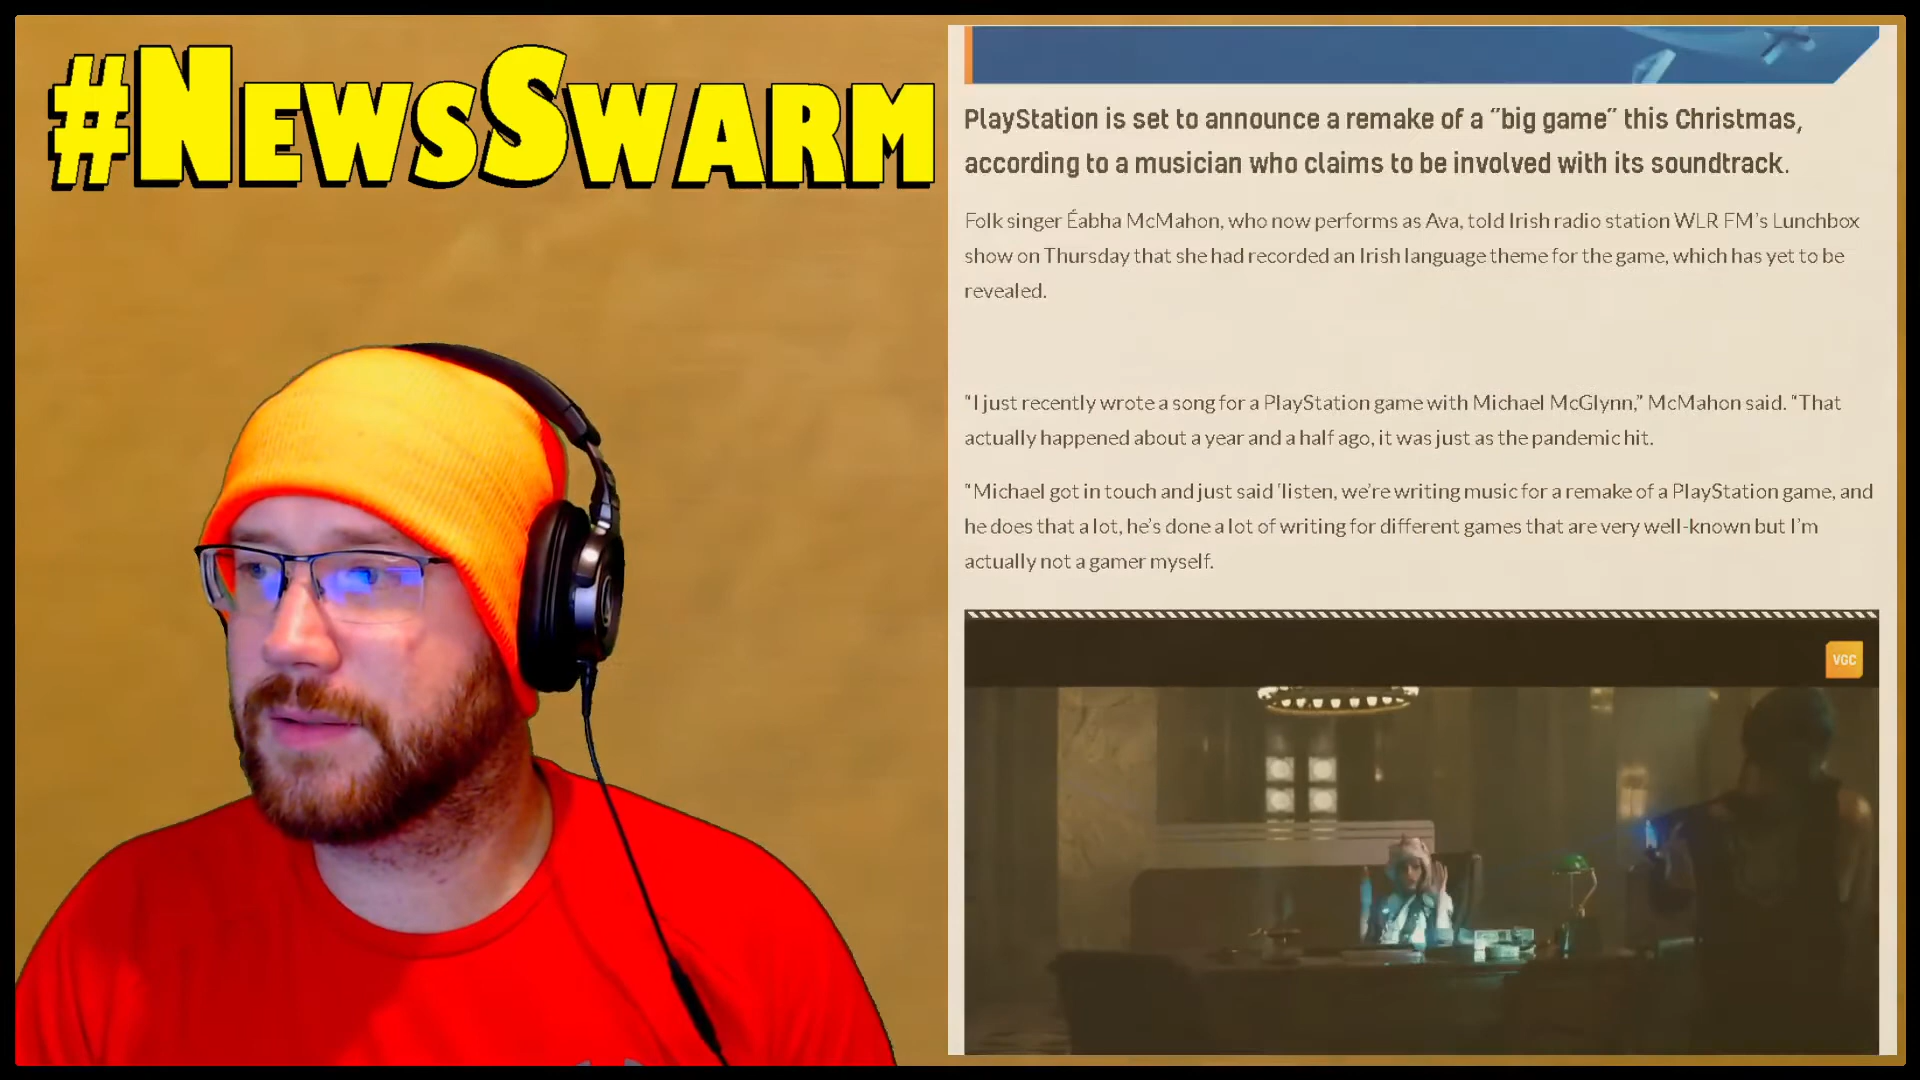 #NewsSwarm
PlayStation is set to announce a remake of a “big game” this Christmas,
according to a musician who claims to be involved with its soundtrack.
Folk singer Éabha McMahon, who now performs as Ava, told Irish radio station WLR FM’s Lunchbox
show on Thursday that she had recorded an Irish language theme for the game, which has yet to be
revealed.
“I just recently wrote a song for a PlayStation game with Michael McGlynn,” McMahon said. “That
actually happened about a year and a half ago, it was just as the pandemic hit.
“Michael got in touch and just said ‘listen, we’re writing music for a remake of a PlayStation game, and
he does that a lot, he’s done a lot of writing for different games that are very well-known but I’m
actually not a gamer myself.
VGC